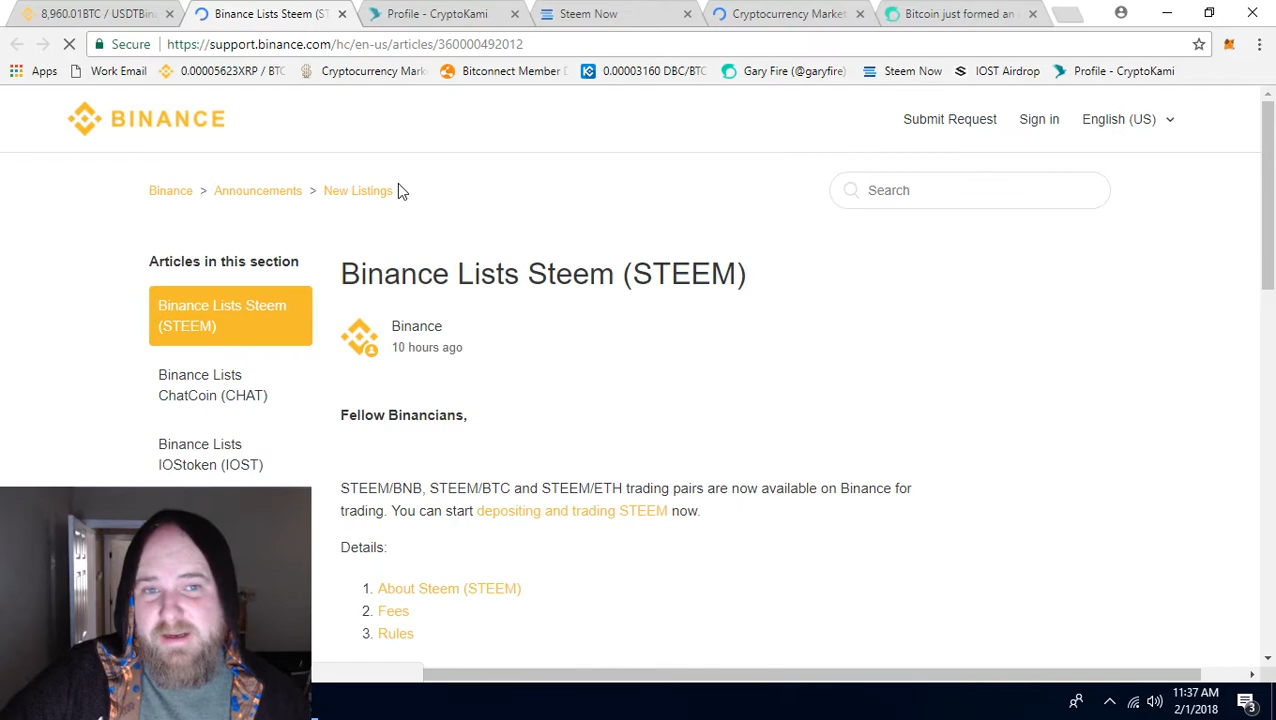 8,960.01BTC / USDTBin
Binance Lists Steem (ST
Profile - CryptoKami
Steem Now
Cryptocurrency Market
Bitcoin just formed an
Secure
https://support.binance.com/hc/en-us/articles/360000492012
Apps
Work Email
0.00005623XRP / BTC
Cryptocurrency Mark
Bitconnect Member D
0.00003160 DBC/BTC
Gary Fire (@garyfire)
Steem Now
IOST Airdrop
Profile - CryptoKami
BINANCE
Submit Request
Sign in
English (US)
Binance > Announcements > New Listings
Search
Articles in this section
Binance Lists Steem
(STEEM)
Binance Lists
ChatCoin (CHAT)
Binance Lists
IOStoken (IOST)
Binance Lists Steem (STEEM)
Binance
10 hours ago
Fellow Binancians,
STEEM/BNB, STEEM/BTC and STEEM/ETH trading pairs are now available on Binance for
trading. You can start depositing and trading STEEM now.
Details:
1. About Steem (STEEM)
2. Fees
3. Rules
11:37 AM
2/1/2018
3